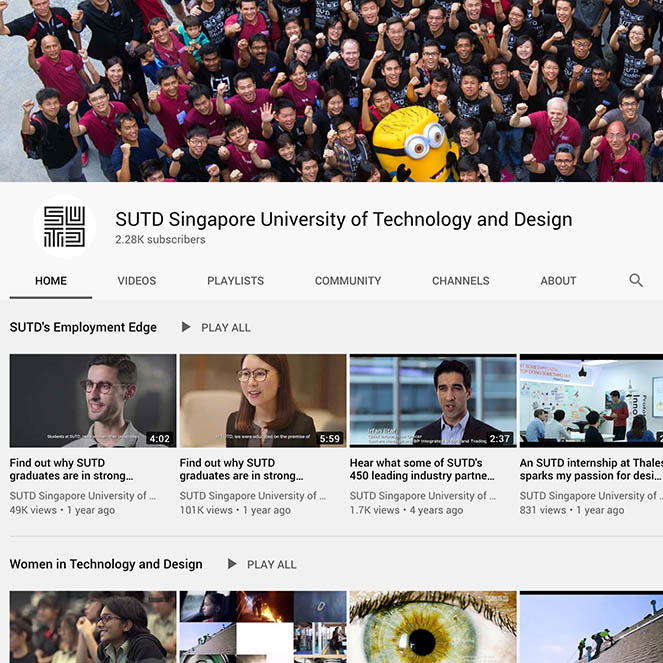 SUTD Singapore University of Technology and Design
2.28K subscribers
HOME VIDEOS PLAYLISTS COMMUNITY CHANNELS ABOUT
SUTD's Employment Edge PLAY ALL
4:02 5:59 2:37
Find out why SUTD
graduates are in strong...
SUTD Singapore University of ...
49K views • 1 year ago
Find out why SUTD
graduates are in strong...
SUTD Singapore University of ...
101K views • 1 year ago
Irfan Iltaf
Hear what some of SUTD's
450 leading industry partne...
SUTD Singapore University of ...
1.7K views • 4 years ago
An SUTD internship at Thales
sparks my passion for desi...
SUTD Singapore University of ...
831 views • 1 year ago
Women in Technology and Design PLAY ALL